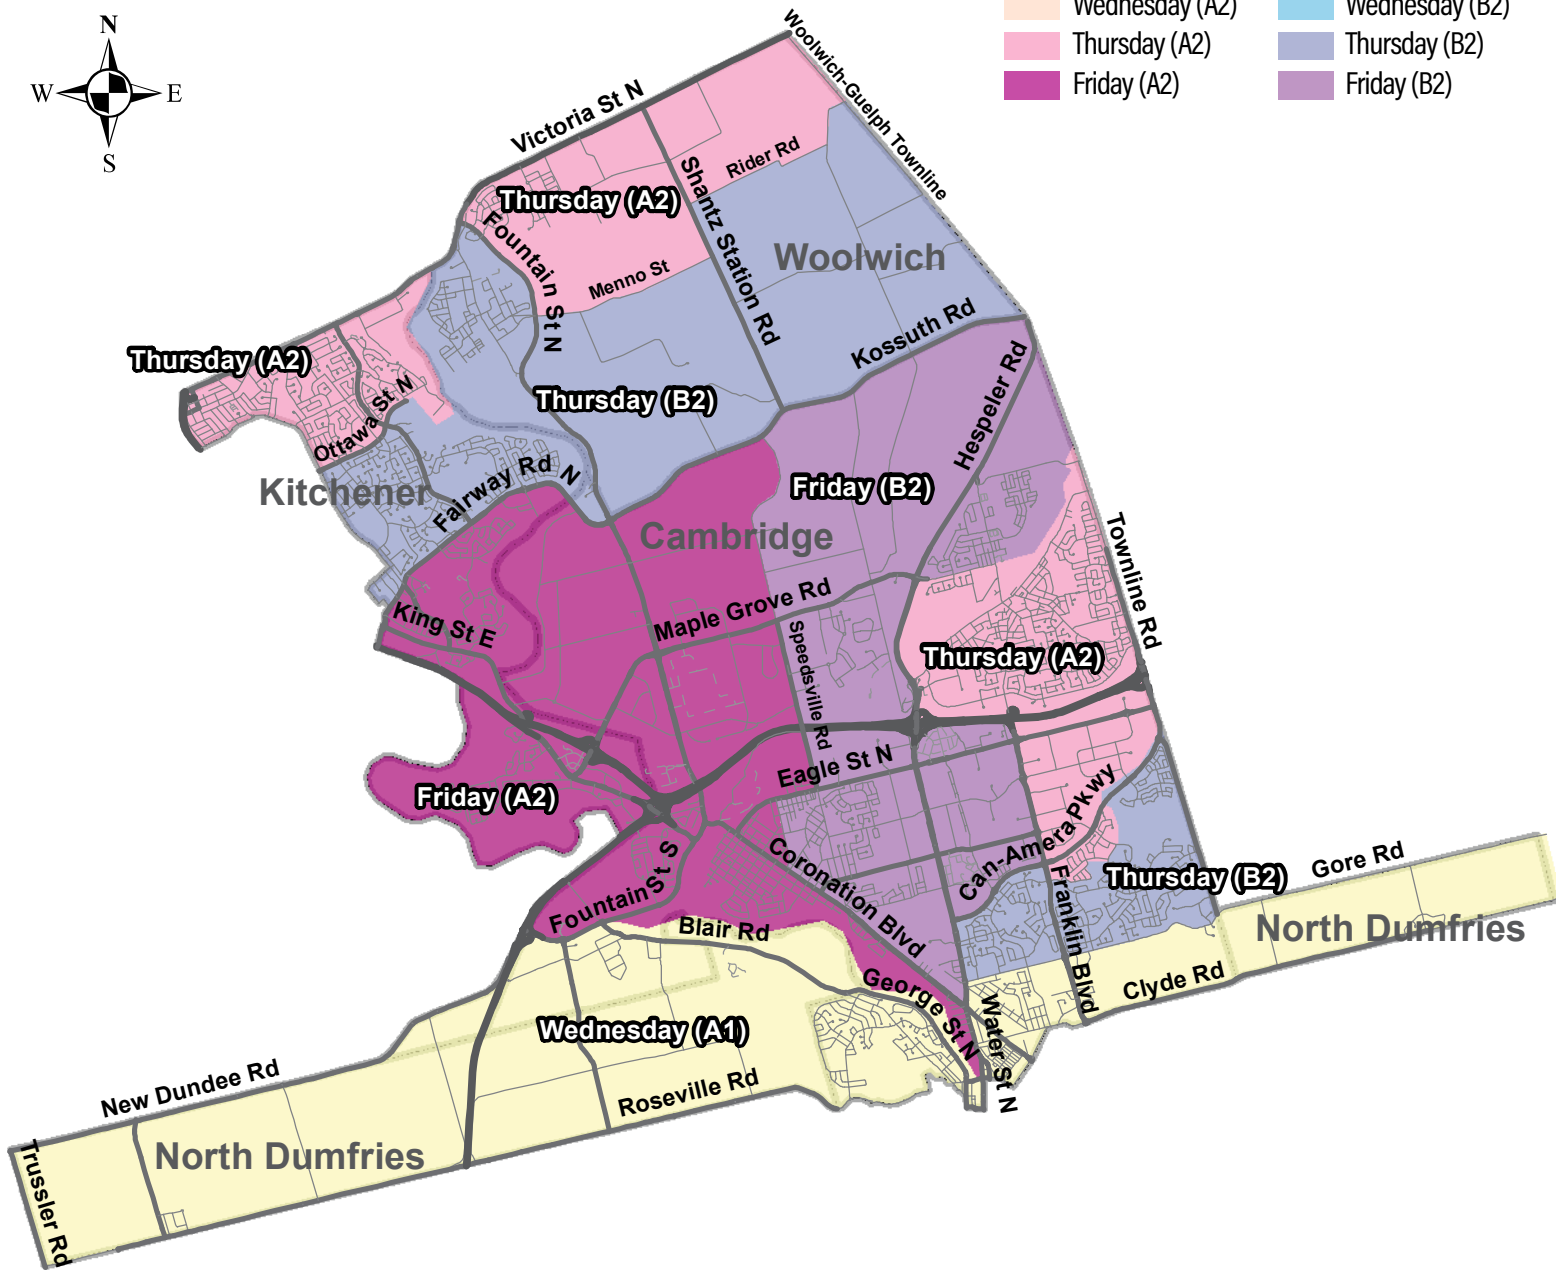 Wednesday (A2)
Wednesday (B2)
Thursday (A2)
Thursday (B2)
Friday (A2)
Friday (B2)
N
W
E
S
Woolwich-Guelph Townline
Victoria St N
Rider Rd
Shantz Station Rd
Thursday (A2)
Fountain St N
Woolwich
Menno St
Kossuth Rd
Thursday (A2)
Hespeler Rd
Ottawa St N
Thursday (B2)
Kitchener
Fairway Rd N
Friday (B2)
Cambridge
Townline Rd
King St E
Maple Grove Rd
Speedsville Rd
Thursday (A2)
Eagle St N
Friday (A2)
Can-Amera Pkwy
Coronation Blvd
Fountain St S
Thursday (B2)
Gore Rd
Franklin Blvd
Blair Rd
North Dumfries
George St N
Clyde Rd
Water St N
Wednesday (A1)
New Dundee Rd
Roseville Rd
North Dumfries
Trussler Rd